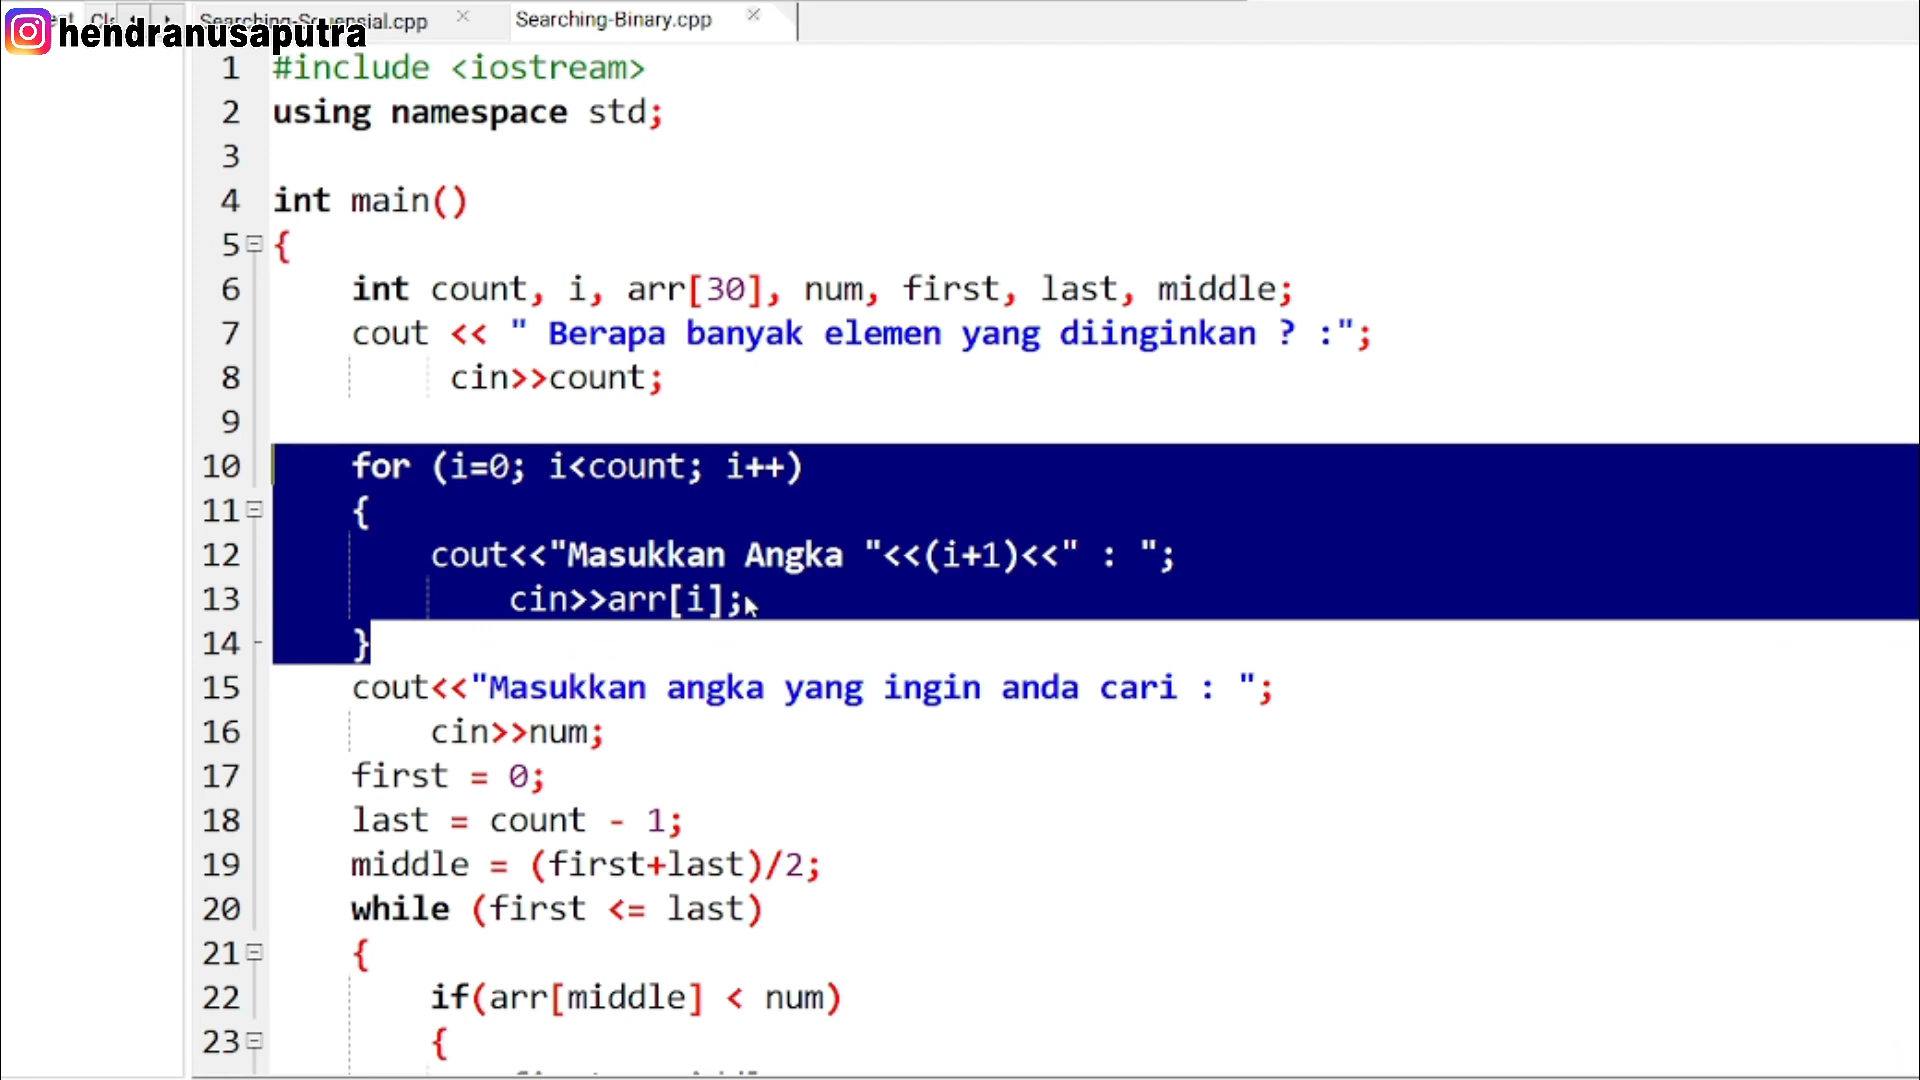 Searching-Sequensial.cpp
Searching-Binary.cpp
hendranusaputra
1 #include <iostream>
2 using namespace std;
3
4 int main()
5 {
6 int count, i, arr[30], num, first, last, middle;
7 cout << " Berapa banyak elemen yang diinginkan ? :";
8 cin>>count;
9
10 for (i=0; i<count; i++)
11 {
12 cout<<"Masukkan Angka "<<(i+1)<<" : ";
13 cin>>arr[i];
14 }
15 cout<<"Masukkan angka yang ingin anda cari : ";
16 cin>>num;
17 first = 0;
18 last = count - 1;
19 middle = (first+last)/2;
20 while (first <= last)
21 {
22 if(arr[middle] < num)
23 {